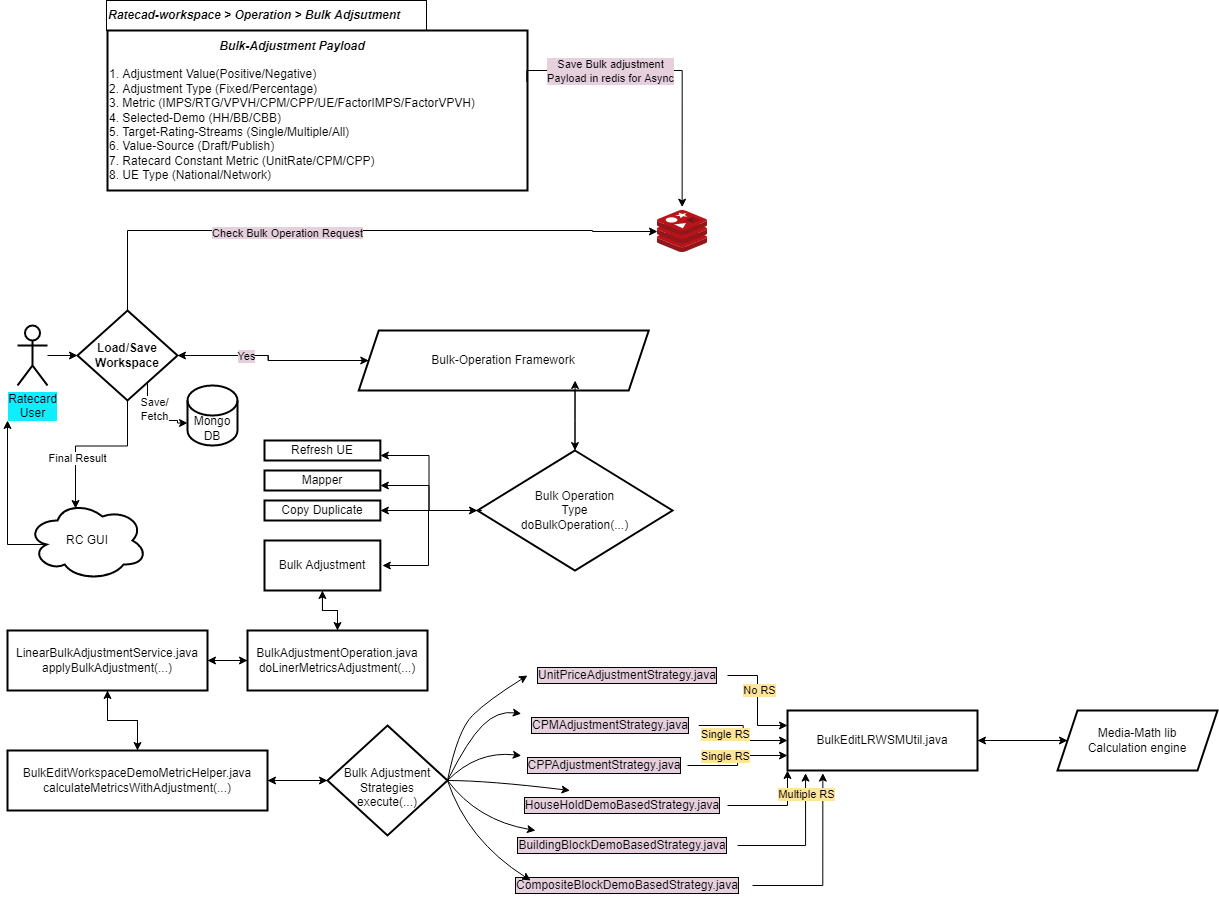 Ratecad-workspace > Operation > Bulk Adjsutment
Bulk-Adjustment Payload
1. Adjustment Value(Positive/Negative)
2. Adjustment Type (Fixed/Percentage)
3. Metric (IMPS/RTG/VPVH/CPM/CPP/UE/FactorIMPS/FactorVPVH)
4. Selected-Demo (HH/BB/CBB)
5. Target-Rating-Streams (Single/Multiple/All)
6. Value-Source (Draft/Publish)
7. Ratecard Constant Metric (UnitRate/CPM/CPP)
8. UE Type (National/Network)
Save Bulk adjustment
Payload in redis for Async
Check Bulk Operation Request
Load/Save
Workspace
Yes
Bulk-Operation Framework
Ratecard
User
Save/
Fetch
Mongo
DB
Final Result
RC GUI
Refresh UE
Mapper
Copy Duplicate
Bulk Adjustment
Bulk Operation
Type
doBulkOperation(...)
LinearBulkAdjustmentService.java
applyBulkAdjustment(...)
BulkAdjustmentOperation.java
doLinerMetricsAdjustment(...)
BulkEditWorkspaceDemoMetricHelper.java
calculateMetricsWithAdjustment(...)
Bulk Adjustment
Strategies
execute(...)
UnitPriceAdjustmentStrategy.java
No RS
CPMAdjustmentStrategy.java
Single RS
CPPAdjustmentStrategy.java
Single RS
HouseHoldDemoBasedStrategy.java
Multiple RS
BuildingBlockDemoBasedStrategy.java
CompositeBlockDemoBasedStrategy.java
BulkEditLRWSMUtil.java
Media-Math lib
Calculation engine